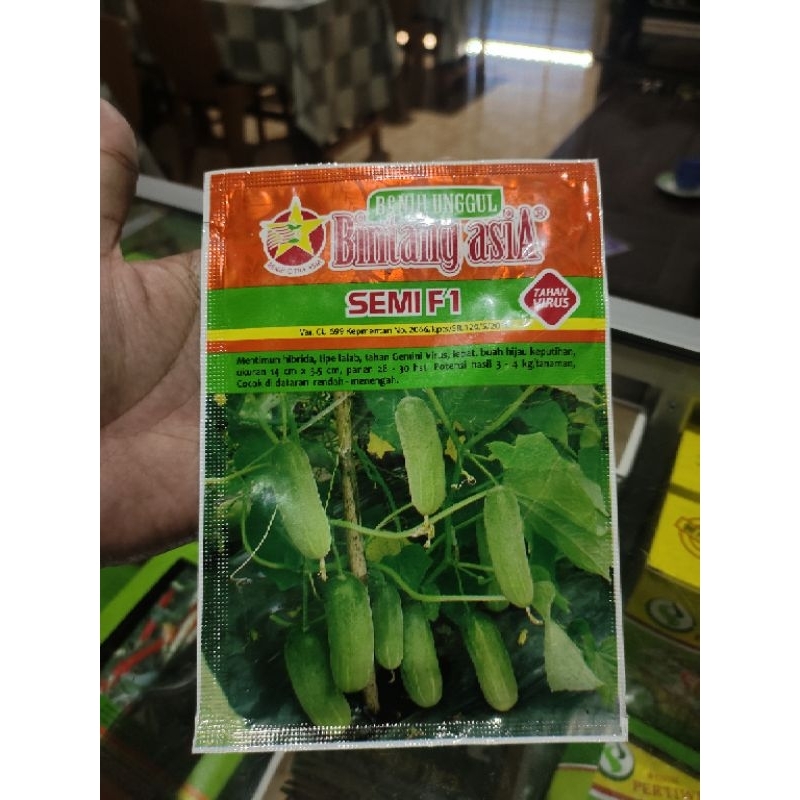 BENIH UNGGUL
Bintang asiA®
SEMI F1
TAHAN
VIRUS
Mentimun hibrida, tipe lalab, tahan Gemini Virus, lebat, buah hijau keputihan,
ukuran 14 cm x 3,5 cm, panen 28 - 30 hst. Potensi hasil 3 - 4 kg/tanaman,
Cocok di dataran rendah - menengah.